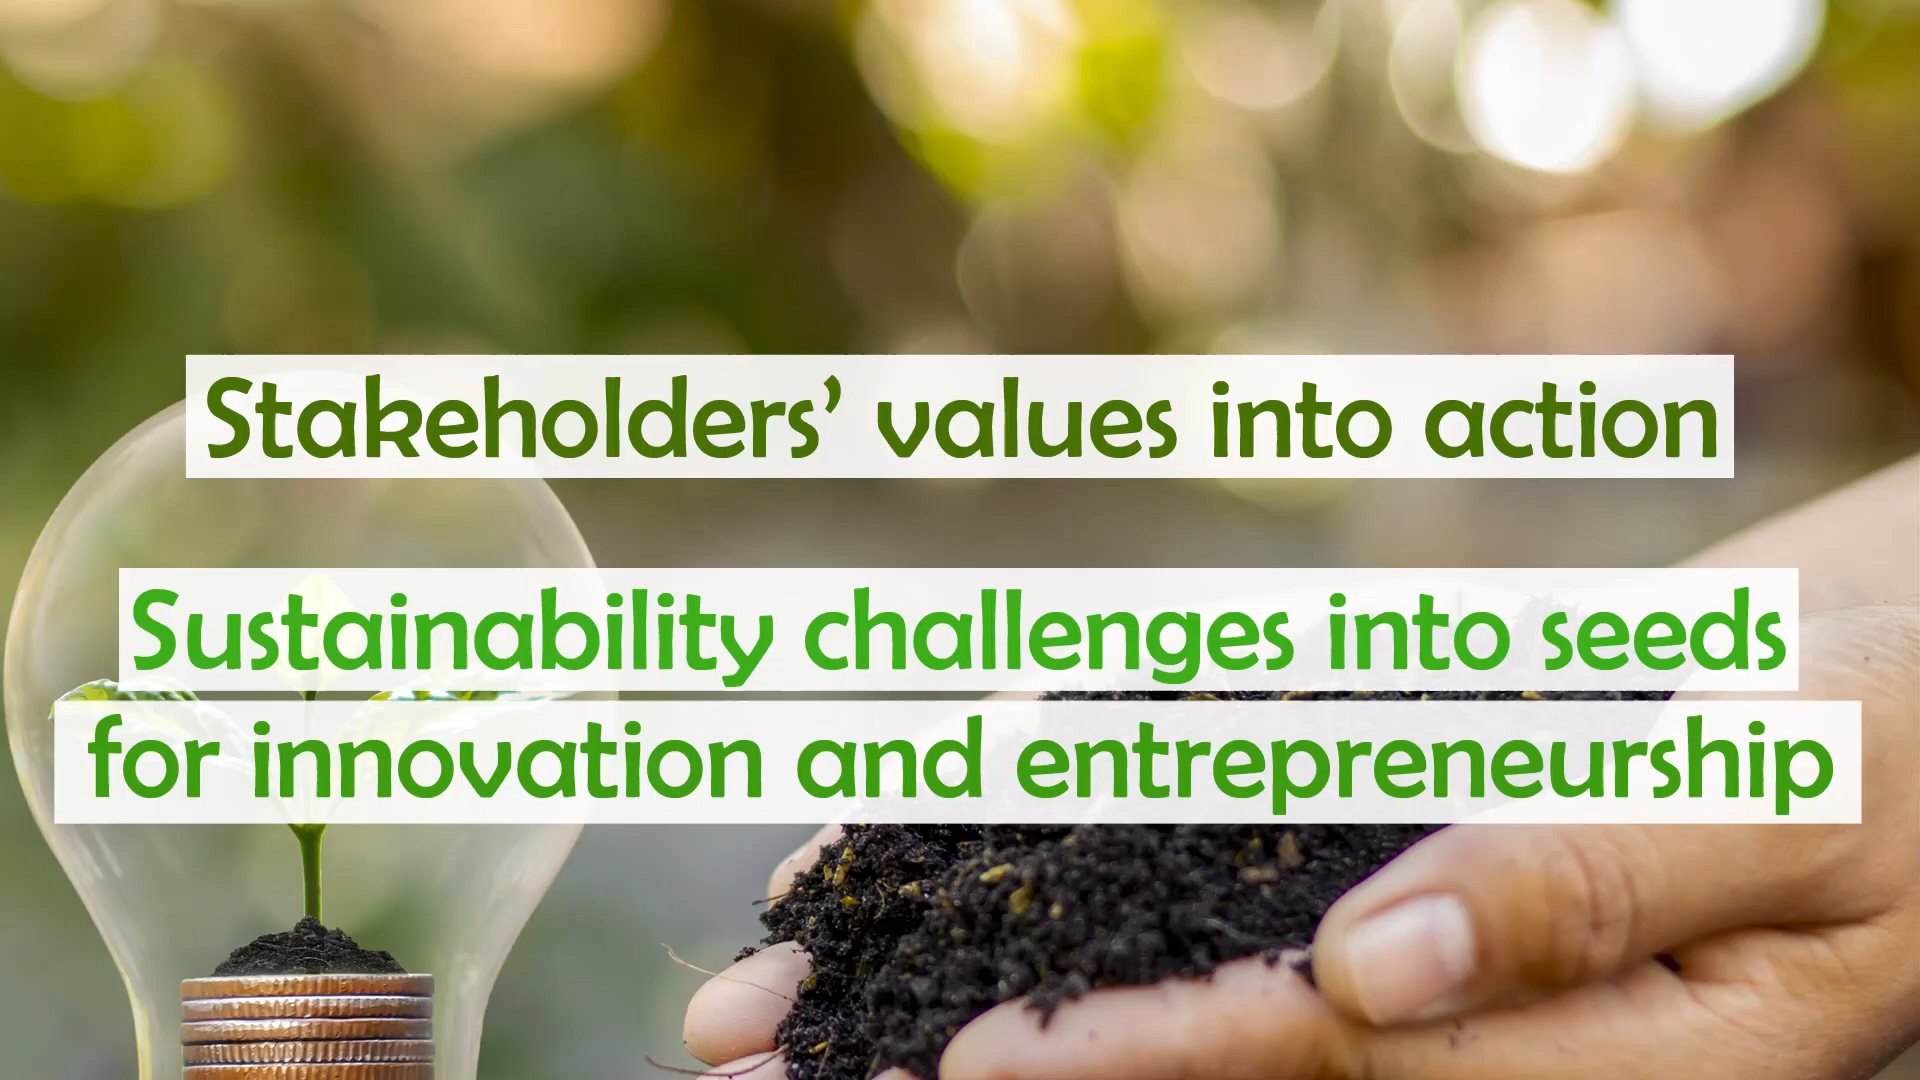 Stakeholders’ values into action
Sustainability challenges into seeds
for innovation and entrepreneurship